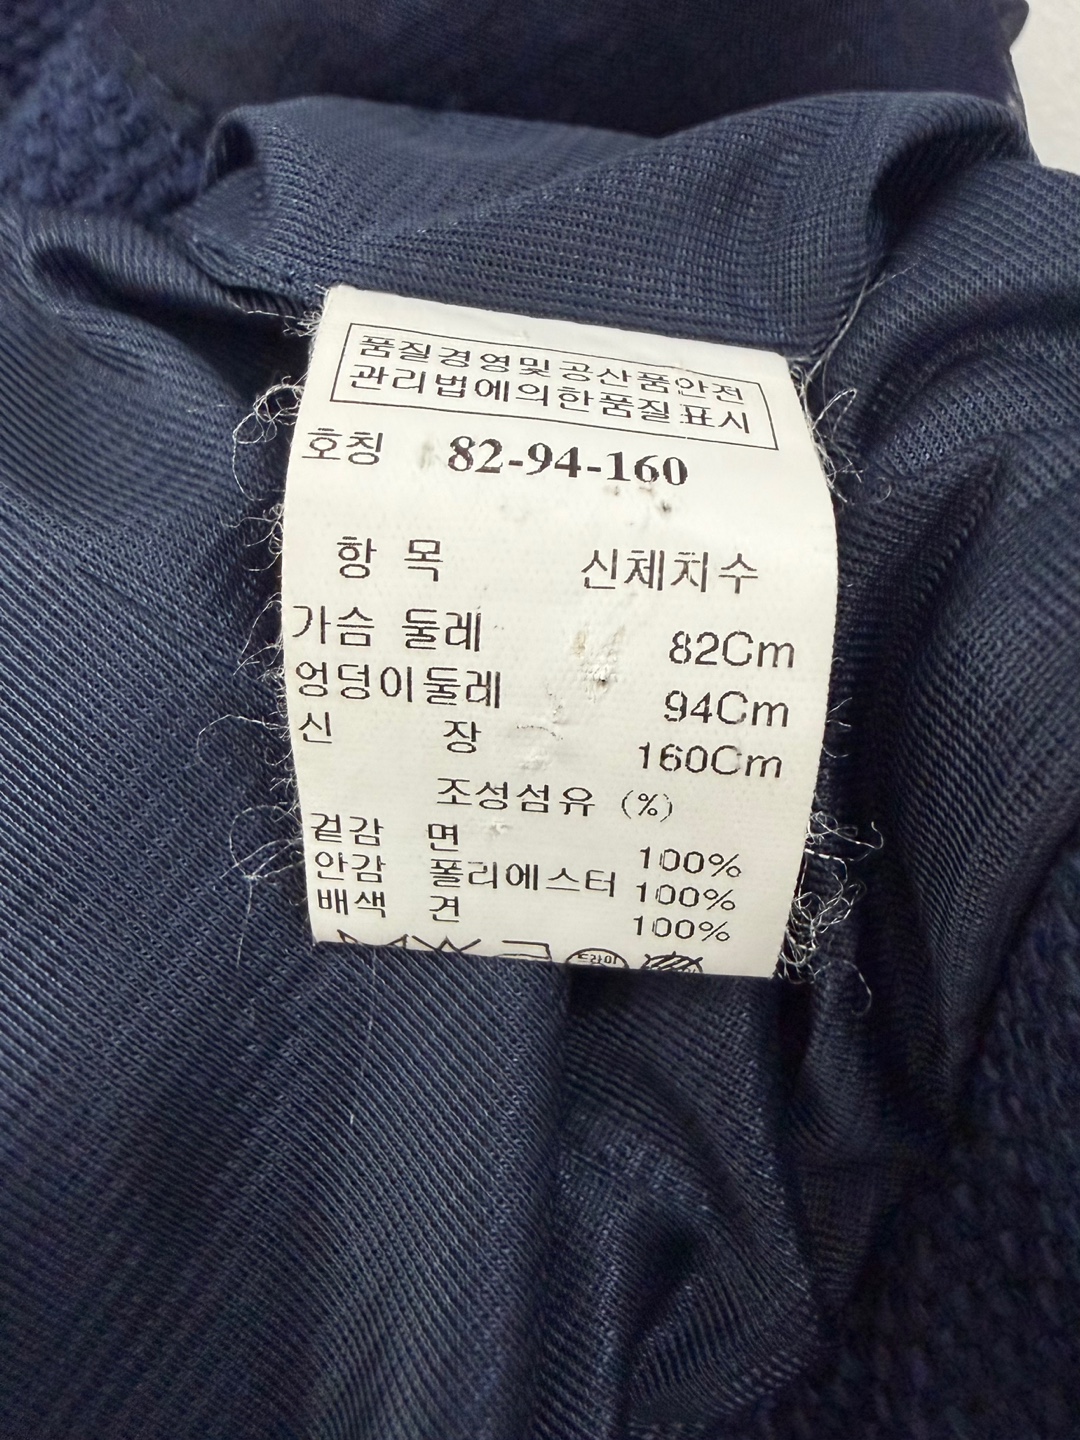 품질경영및공산품안전
관리법에의한품질표시
호칭 82-94-160
항 목 신체치수
가슴 둘레 82Cm
엉덩이둘레 94Cm
신 장 160Cm
조성섬유 (%)
겉감 면 100%
안감 폴리에스터 100%
배색 견 100%
드라이